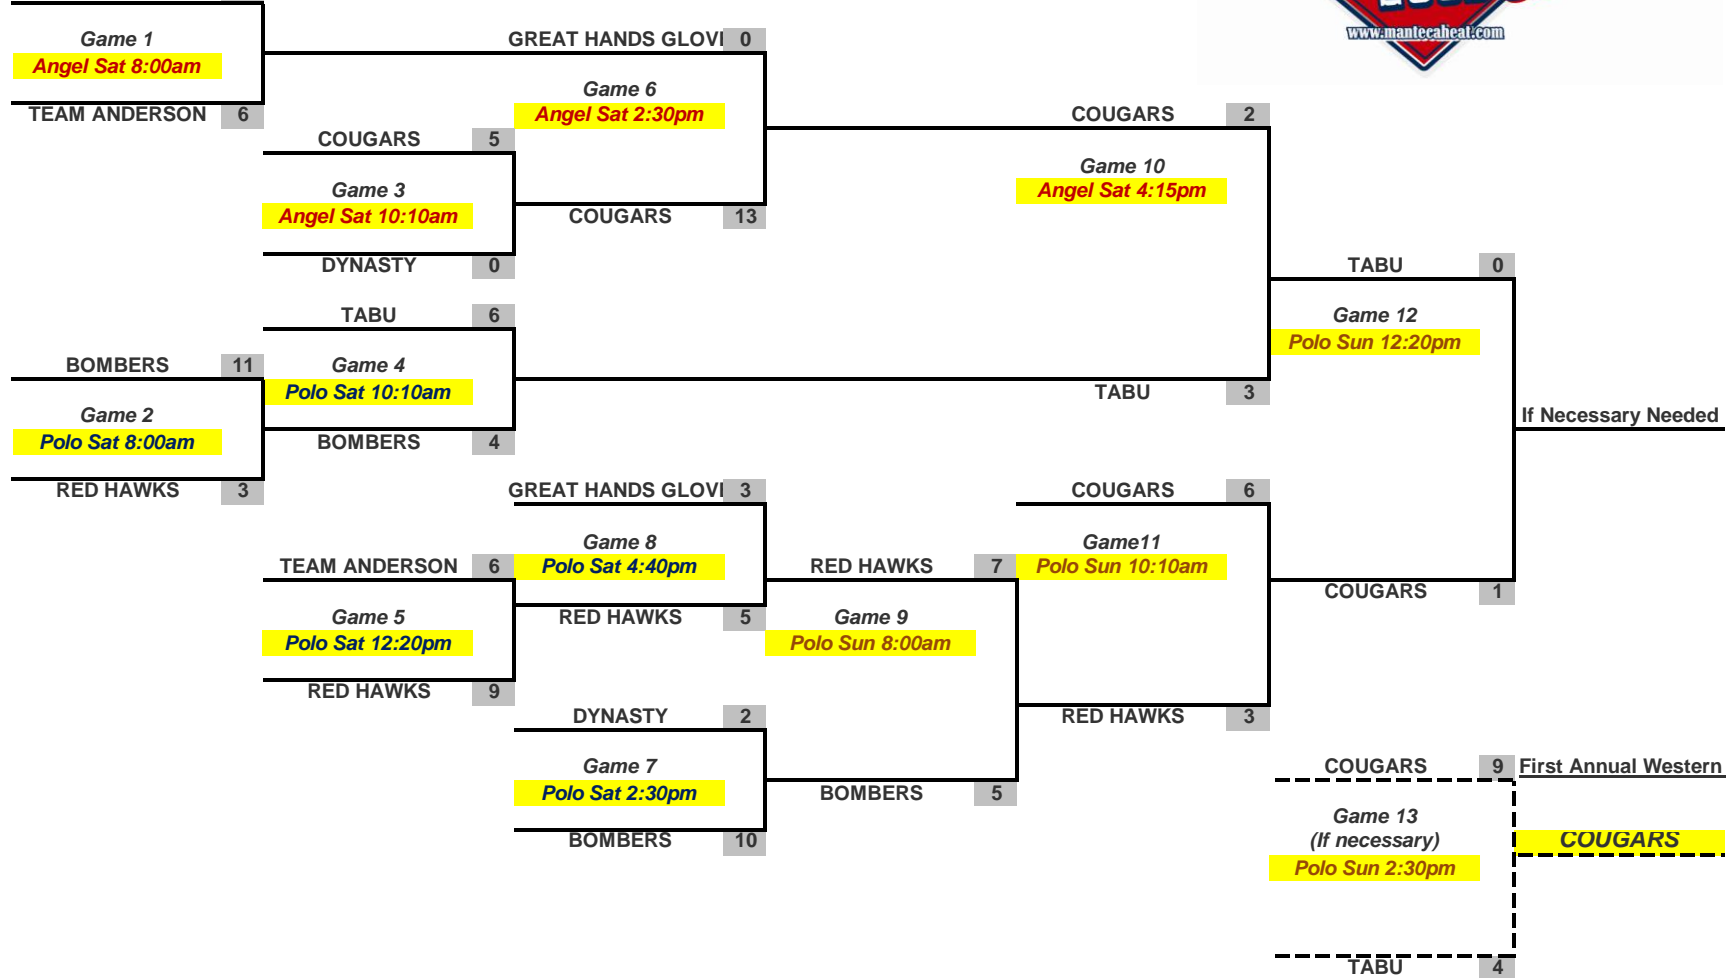 www.mantecaheat.com
Game 1
Angel Sat 8:00am
TEAM ANDERSON 6
GREAT HANDS GLOVI 0
Game 6
Angel Sat 2:30pm
COUGARS 5
Game 3
Angel Sat 10:10am
DYNASTY 0
COUGARS 13
COUGARS 2
Game 10
Angel Sat 4:15pm
TABU 3
TABU 6
Game 4
Polo Sat 10:10am
BOMBERS 4
BOMBERS 11
Game 2
Polo Sat 8:00am
RED HAWKS 3
TABU 0
Game 12
Polo Sun 12:20pm
COUGARS 1
If Necessary Needed
GREAT HANDS GLOVI 3
Game 8
Polo Sat 4:40pm
RED HAWKS 5
TEAM ANDERSON 6
Game 5
Polo Sat 12:20pm
RED HAWKS 9
RED HAWKS 7
Game 9
Polo Sun 8:00am
BOMBERS 5
COUGARS 6
Game11
Polo Sun 10:10am
RED HAWKS 3
DYNASTY 2
Game 7
Polo Sat 2:30pm
BOMBERS 10
COUGARS 9
Game 13
(If necessary)
Polo Sun 2:30pm
TABU 4
First Annual Western
COUGARS